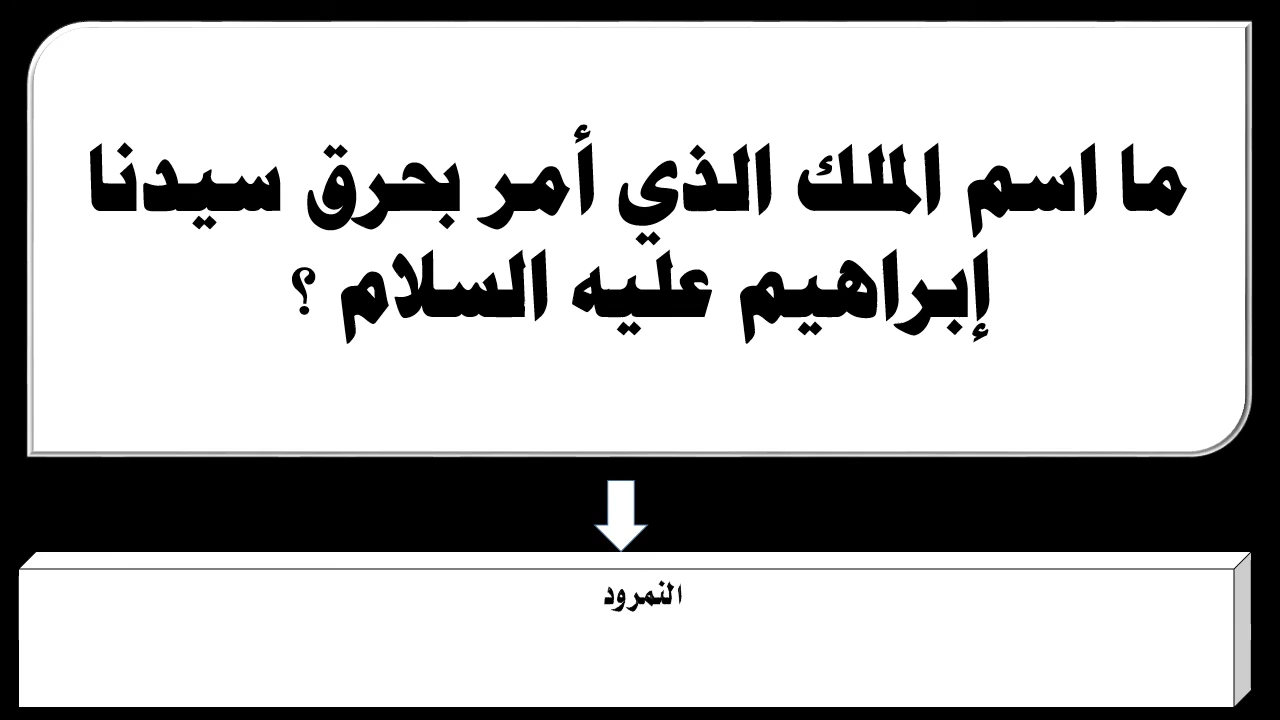 ما اسم الملك الذي أمر بحرق سيدنا
إبراهيم عليه السلام ؟
النمرود